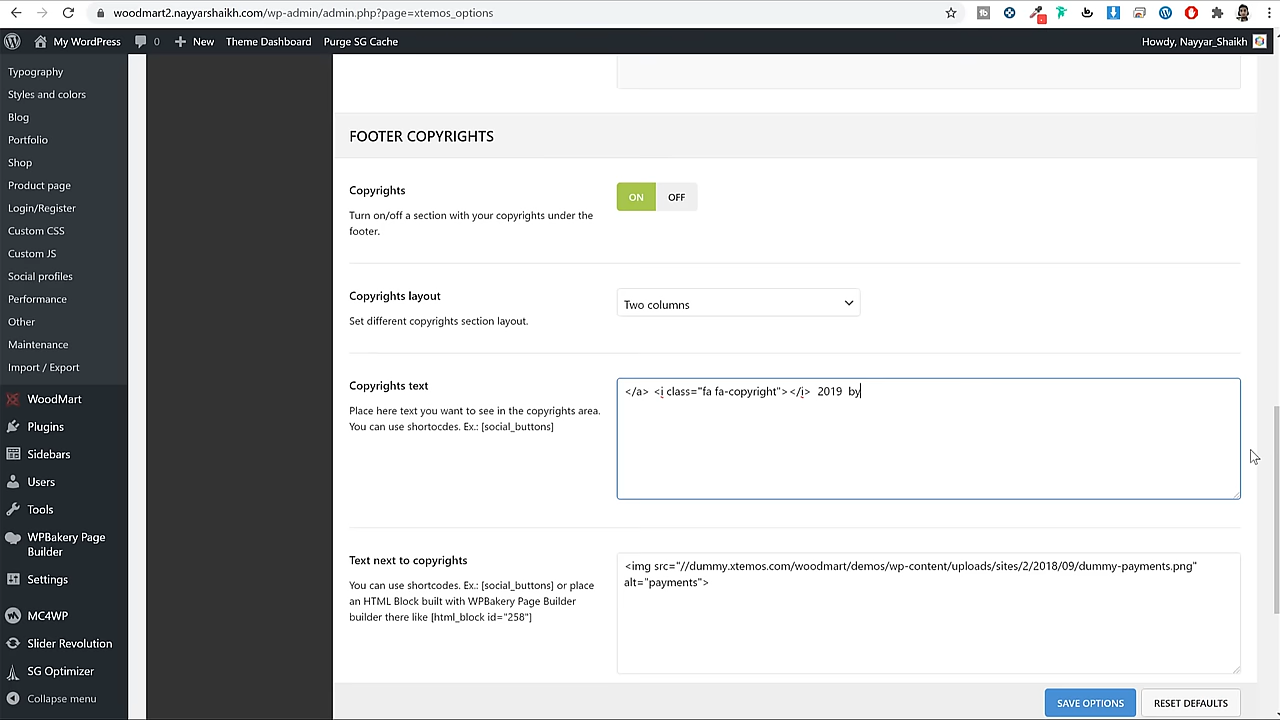 woodmart2.nayyarshaikh.com/wp-admin/admin.php?page=xtemos_options
My WordPress 0 New Theme Dashboard Purge SG Cache Howdy, Nayyar_Shaikh
Typography
Styles and colors
Blog
Portfolio
Shop
Product page
Login/Register
Custom CSS
Custom JS
Social profiles
Performance
Other
Maintenance
Import / Export
WoodMart
Plugins
Sidebars
Users
Tools
WPBakery Page
Builder
Settings
MC4WP
Slider Revolution
SG Optimizer
Collapse menu
FOOTER COPYRIGHTS
Copyrights
Turn on/off a section with your copyrights under the
footer.
ON OFF
Copyrights layout
Set different copyrights section layout.
Two columns
Copyrights text
Place here text you want to see in the copyrights area.
You can use shortocdes. Ex.: [social_buttons]
</a> <i class="fa fa-copyright"></i> 2019 by
Text next to copyrights
You can use shortcodes. Ex.: [social_buttons] or place
an HTML Block built with WPBakery Page Builder
builder there like [html_block id="258"]
<img src="//dummy.xtemos.com/woodmart/demos/wp-content/uploads/sites/2/2018/09/dummy-payments.png"
alt="payments">
SAVE OPTIONS RESET DEFAULTS